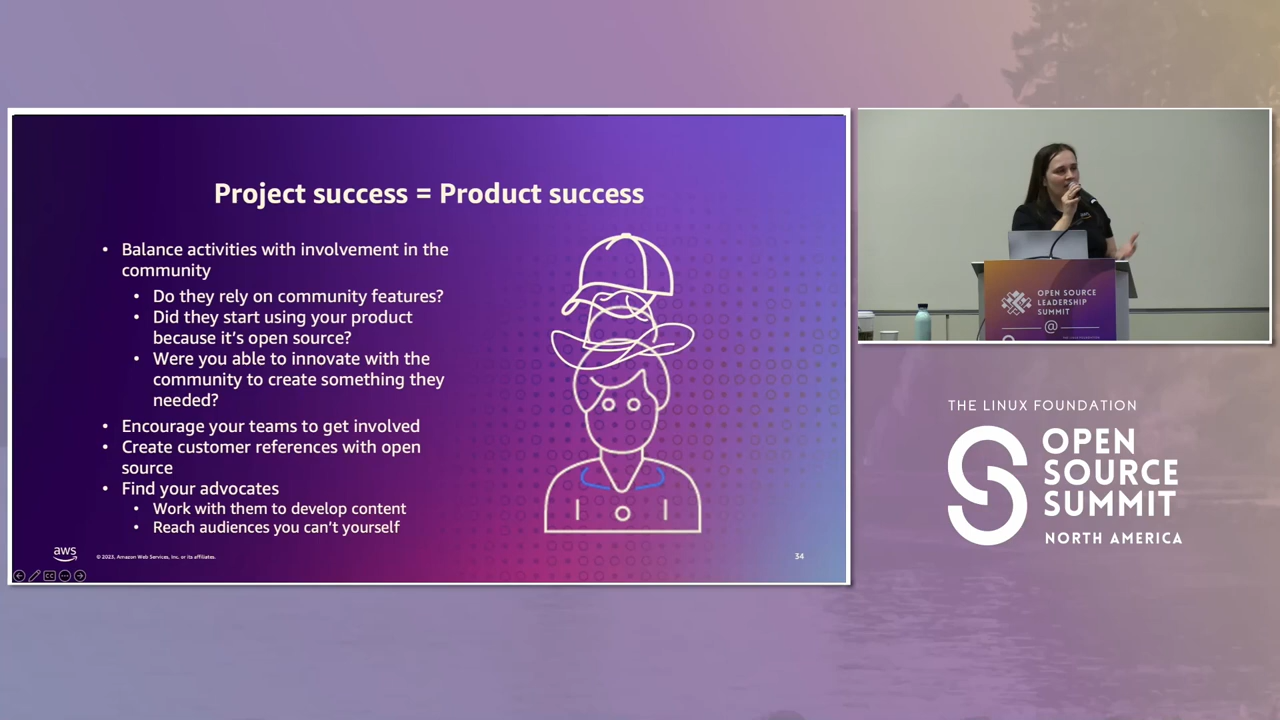 Project success = Product success
• Balance activities with involvement in the
community
• Do they rely on community features?
• Did they start using your product
because it's open source?
• Were you able to innovate with the
community to create something they
needed?
• Encourage your teams to get involved
• Create customer references with open
source
• Find your advocates
• Work with them to develop content
• Reach audiences you can't yourself
aws
© 2023, Amazon Web Services, Inc. or its affiliates.
34
CC
OPEN SOURCE
LEADERSHIP
SUMMIT
@
THE LINUX FOUNDATION
OPEN
SOURCE
SUMMIT
NORTH AMERICA